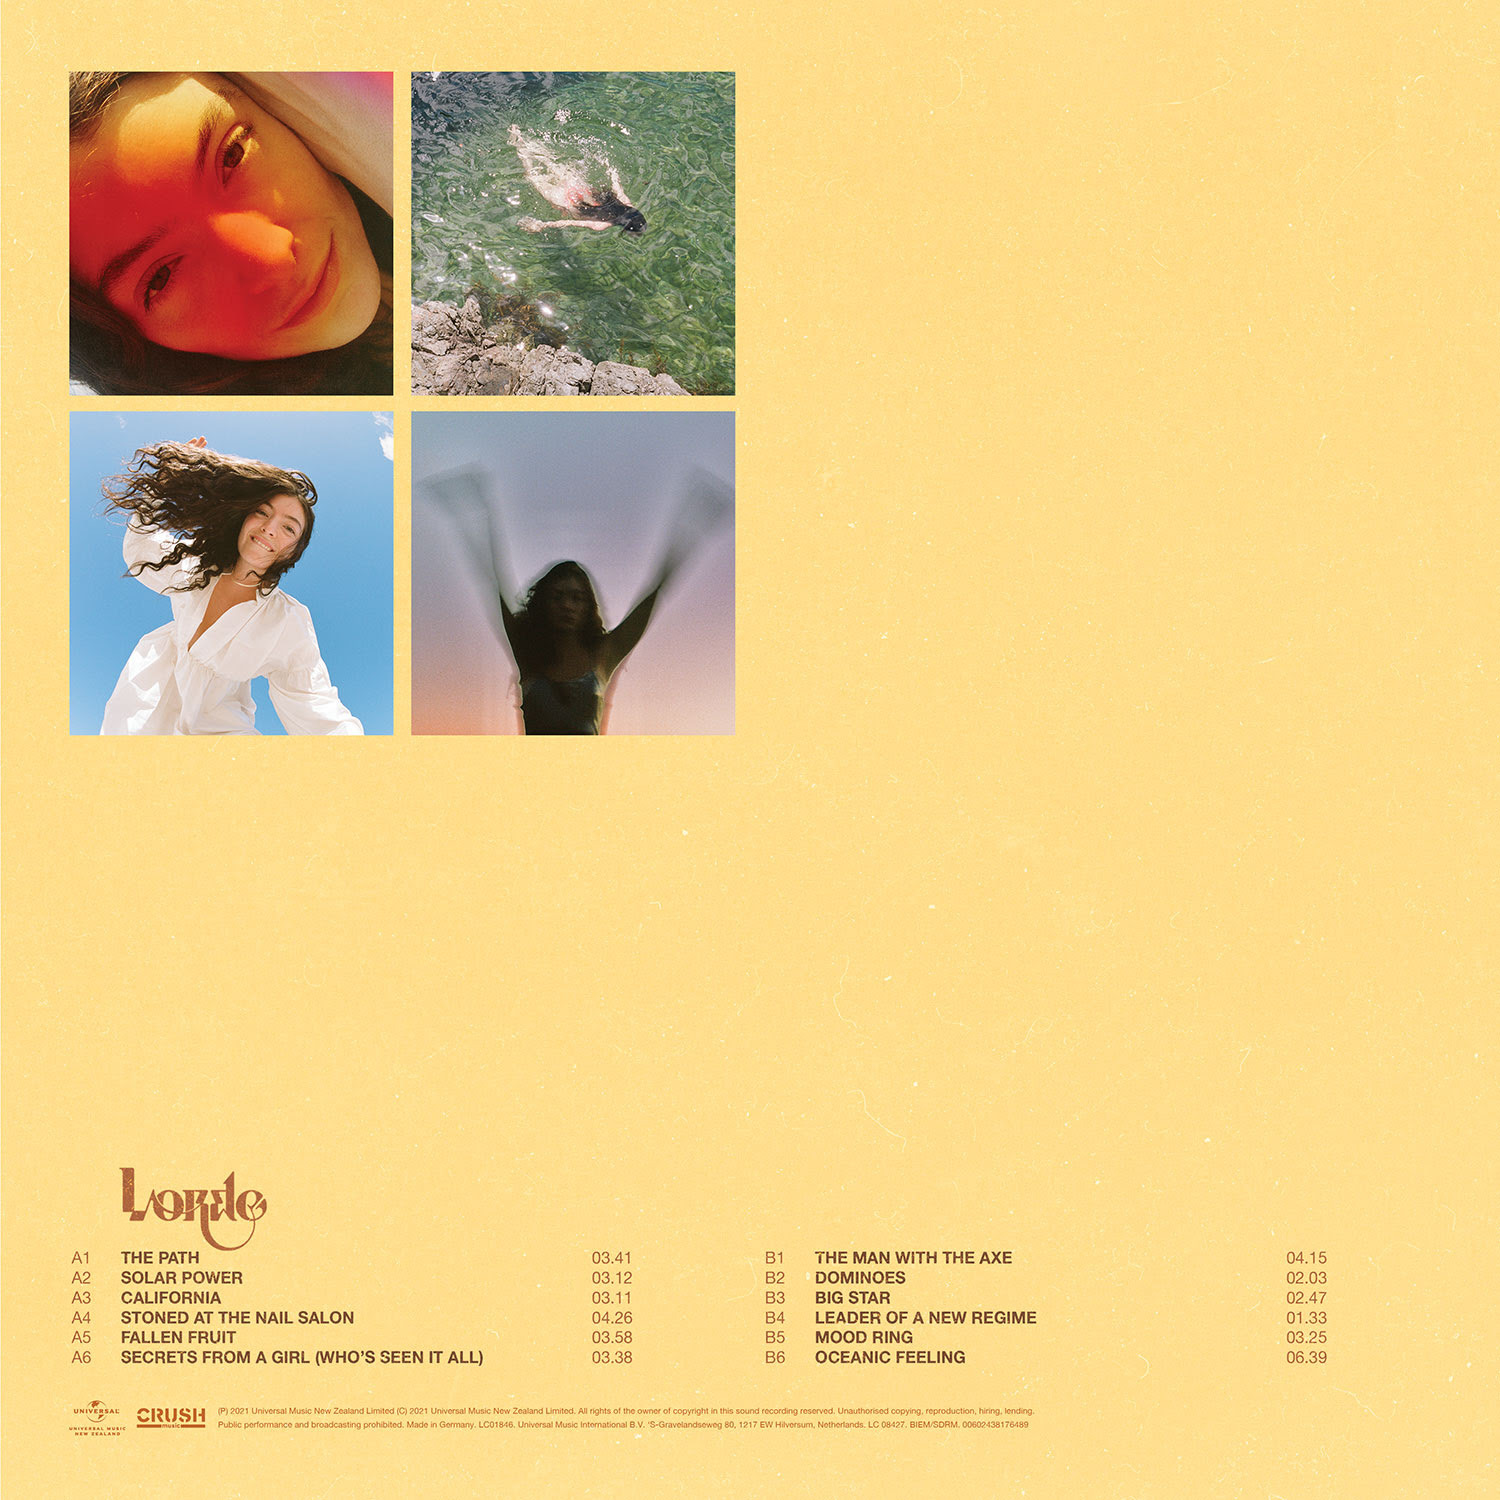 Lorde
A1 THE PATH 03.41
A2 SOLAR POWER 03.12
A3 CALIFORNIA 03.11
A4 STONED AT THE NAIL SALON 04.26
A5 FALLEN FRUIT 03.58
A6 SECRETS FROM A GIRL (WHO'S SEEN IT ALL) 03.38
B1 THE MAN WITH THE AXE 04.15
B2 DOMINOES 02.03
B3 BIG STAR 02.47
B4 LEADER OF A NEW REGIME 01.33
B5 MOOD RING 03.25
B6 OCEANIC FEELING 06.39
UNIVERSAL
UNIVERSAL MUSIC
NEW ZEALAND
CRUSH
music
(P) 2021 Universal Music New Zealand Limited (C) 2021 Universal Music New Zealand Limited. All rights of the owner of copyright in this sound recording reserved. Unauthorised copying, reproduction, hiring, lending.
Public performance and broadcasting prohibited. Made in Germany. LC01846. Universal Music International B.V. 'S-Gravelandseweg 80, 1217 EW Hilversum, Netherlands. LC 08427. BIEM/SDRM. 00602438176489